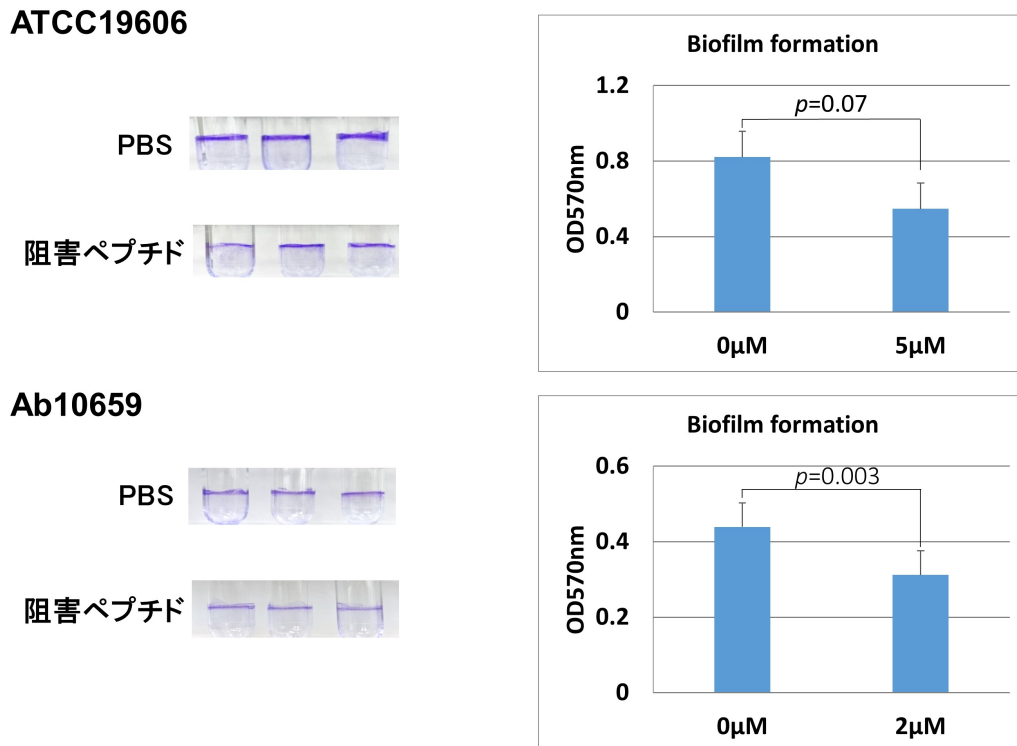 ATCC19606
PBS
阻害ペプチド
Biofilm formation
1.2
p=0.07
0.8
OD570nm
0.4
0
0μM
5μM
Ab10659
PBS
阻害ペプチド
Biofilm formation
0.6
p=0.003
0.4
OD570nm
0.2
0
0μM
2μM